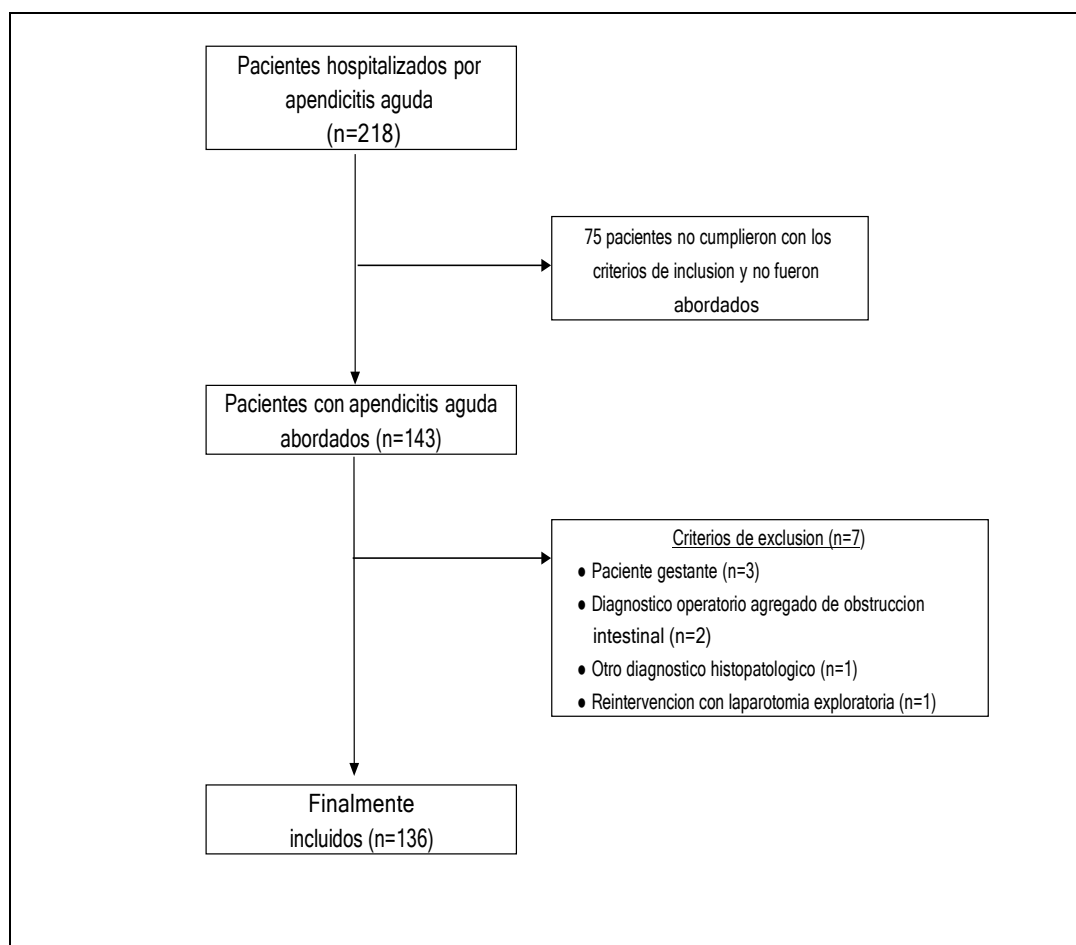 Pacientes hospitalizados por
apendicitis aguda
(n=218)
75 pacientes no cumplieron con los
criterios de inclusion y no fueron
abordados
Pacientes con apendicitis aguda
abordados (n=143)
Criterios de exclusion (n=7)
● Paciente gestante (n=3)
● Diagnostico operatorio agregado de obstruccion
intestinal (n=2)
● Otro diagnostico histopatologico (n=1)
● Reintervencion con laparotomia exploratoria (n=1)
Finalmente
incluidos (n=136)